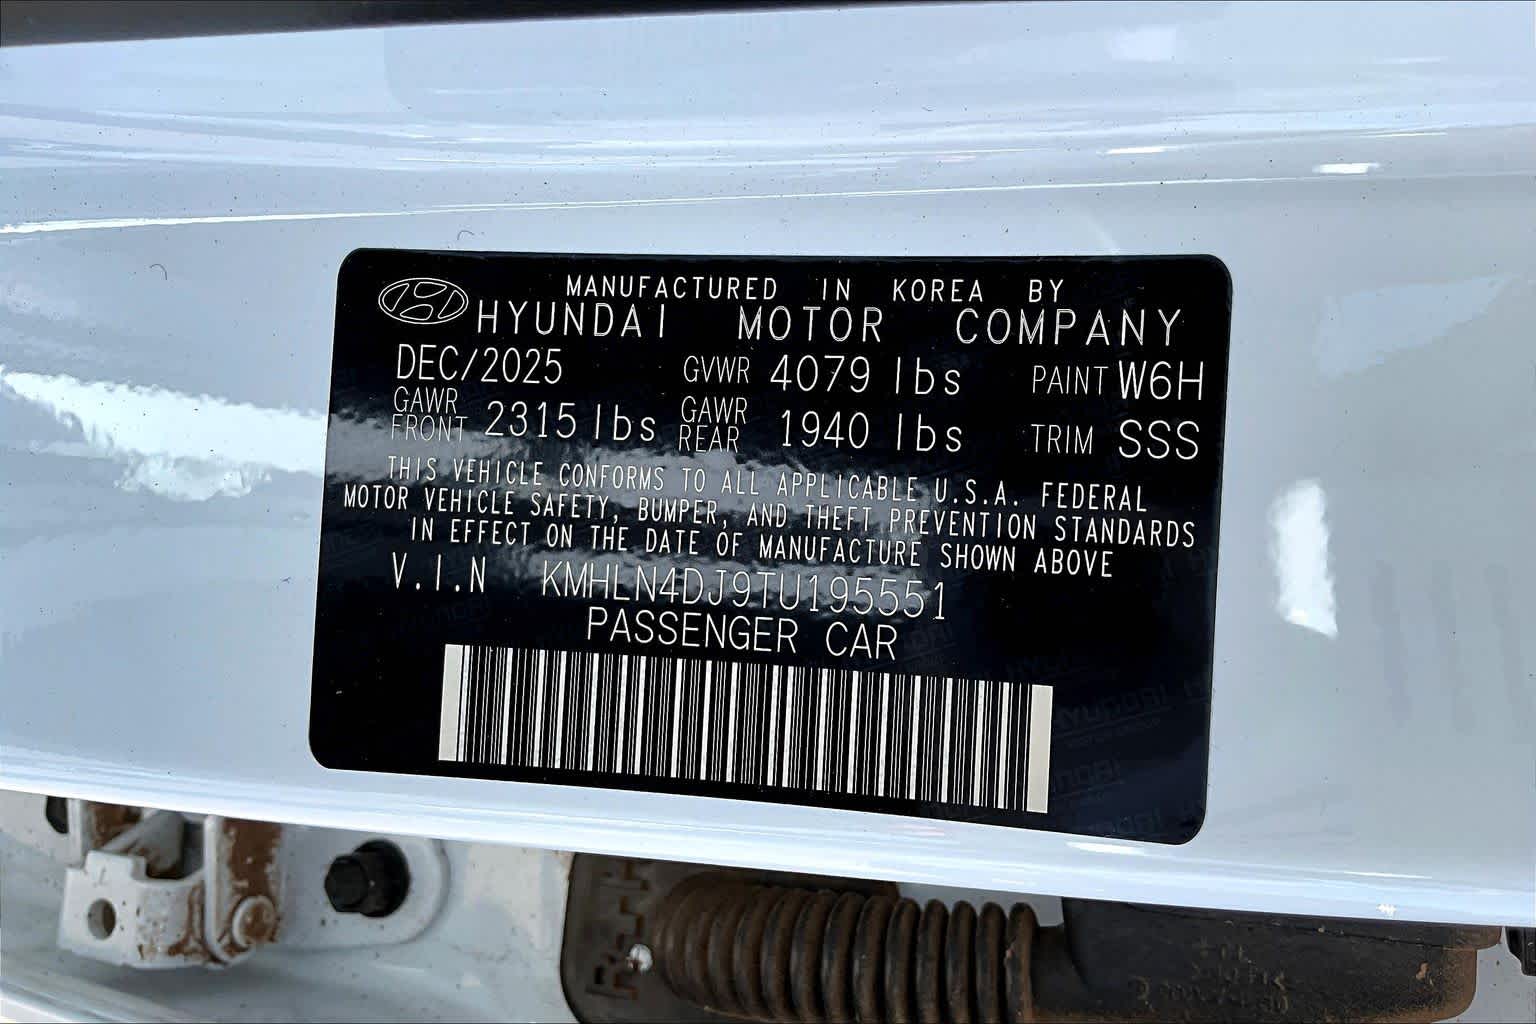 MANUFACTURED IN KOREA BY
HYUNDAI MOTOR COMPANY
DEC/2025 GVWR 4079 lbs PAINT W6H
GAWR FRONT 2315 lbs GAWR REAR 1940 lbs TRIM SSS
THIS VEHICLE CONFORMS TO ALL APPLICABLE U.S.A. FEDERAL
MOTOR VEHICLE SAFETY, BUMPER, AND THEFT PREVENTION STANDARDS
IN EFFECT ON THE DATE OF MANUFACTURE SHOWN ABOVE
V.I.N KMHLN4DJ9TU195551
PASSENGER CAR
HYUNDAI